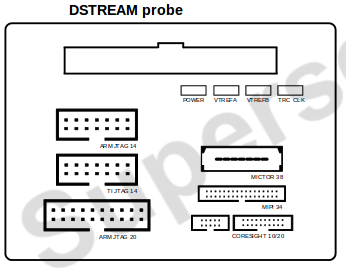 DSTREAM probe
POWER VTREFA VTREFB TRC CLK
ARM JTAG 14
MICTOR 38
TI JTAG 14
MIPI 34
ARM JTAG 20
CORESIGHT 10/20
Superse